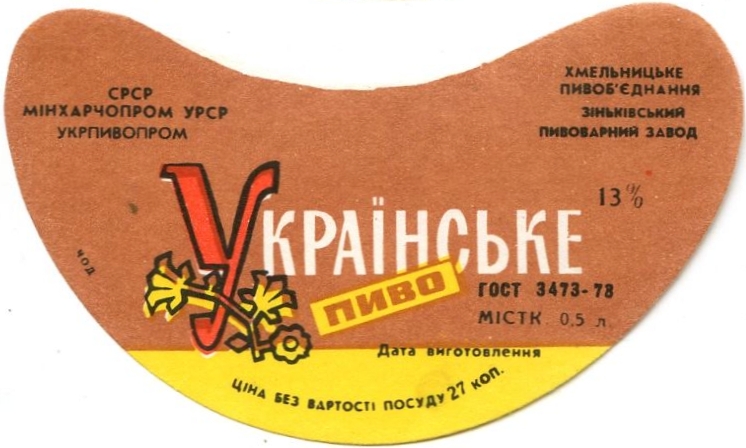 СРСР
МІНХАРЧОПРОМ УРСР
УКРПИВОПРОМ
ХМЕЛЬНИЦЬКЕ
ПИВОБ'ЄДНАННЯ
ЗІНЬКІВСЬКИЙ
ПИВОВАРНИЙ ЗАВОД
13%
УКРАЇНСЬКЕ
ПИВО
ГОСТ 3473-78
МІСТК. 0,5 л
Дата виготовлення
ЦІНА БЕЗ ВАРТОСТІ ПОСУДУ 27 КОП.